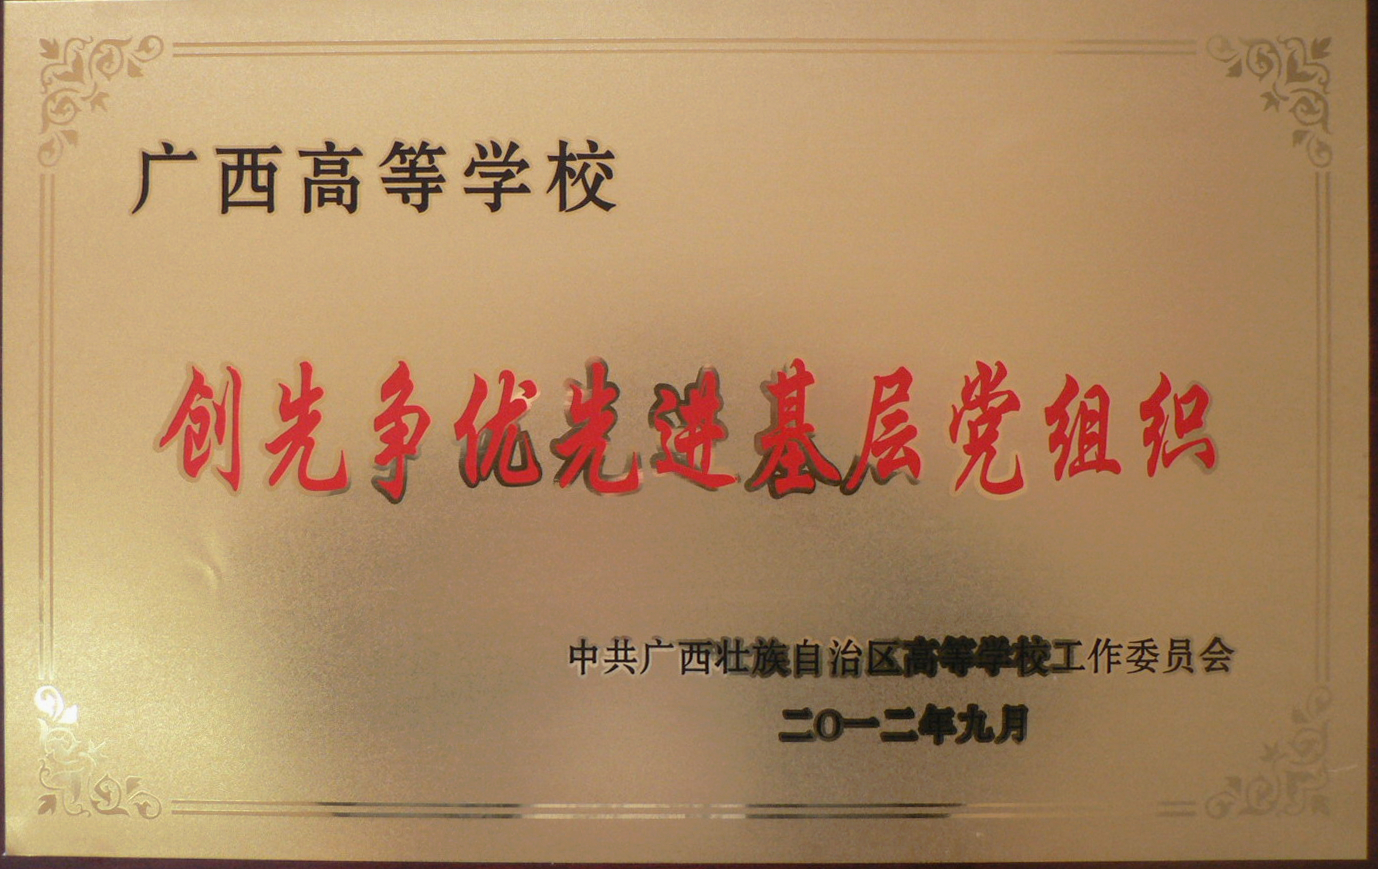 广西高等学校
创先争优先进基层党组织
中共广西壮族自治区高等学校工作委员会
二〇一二年九月